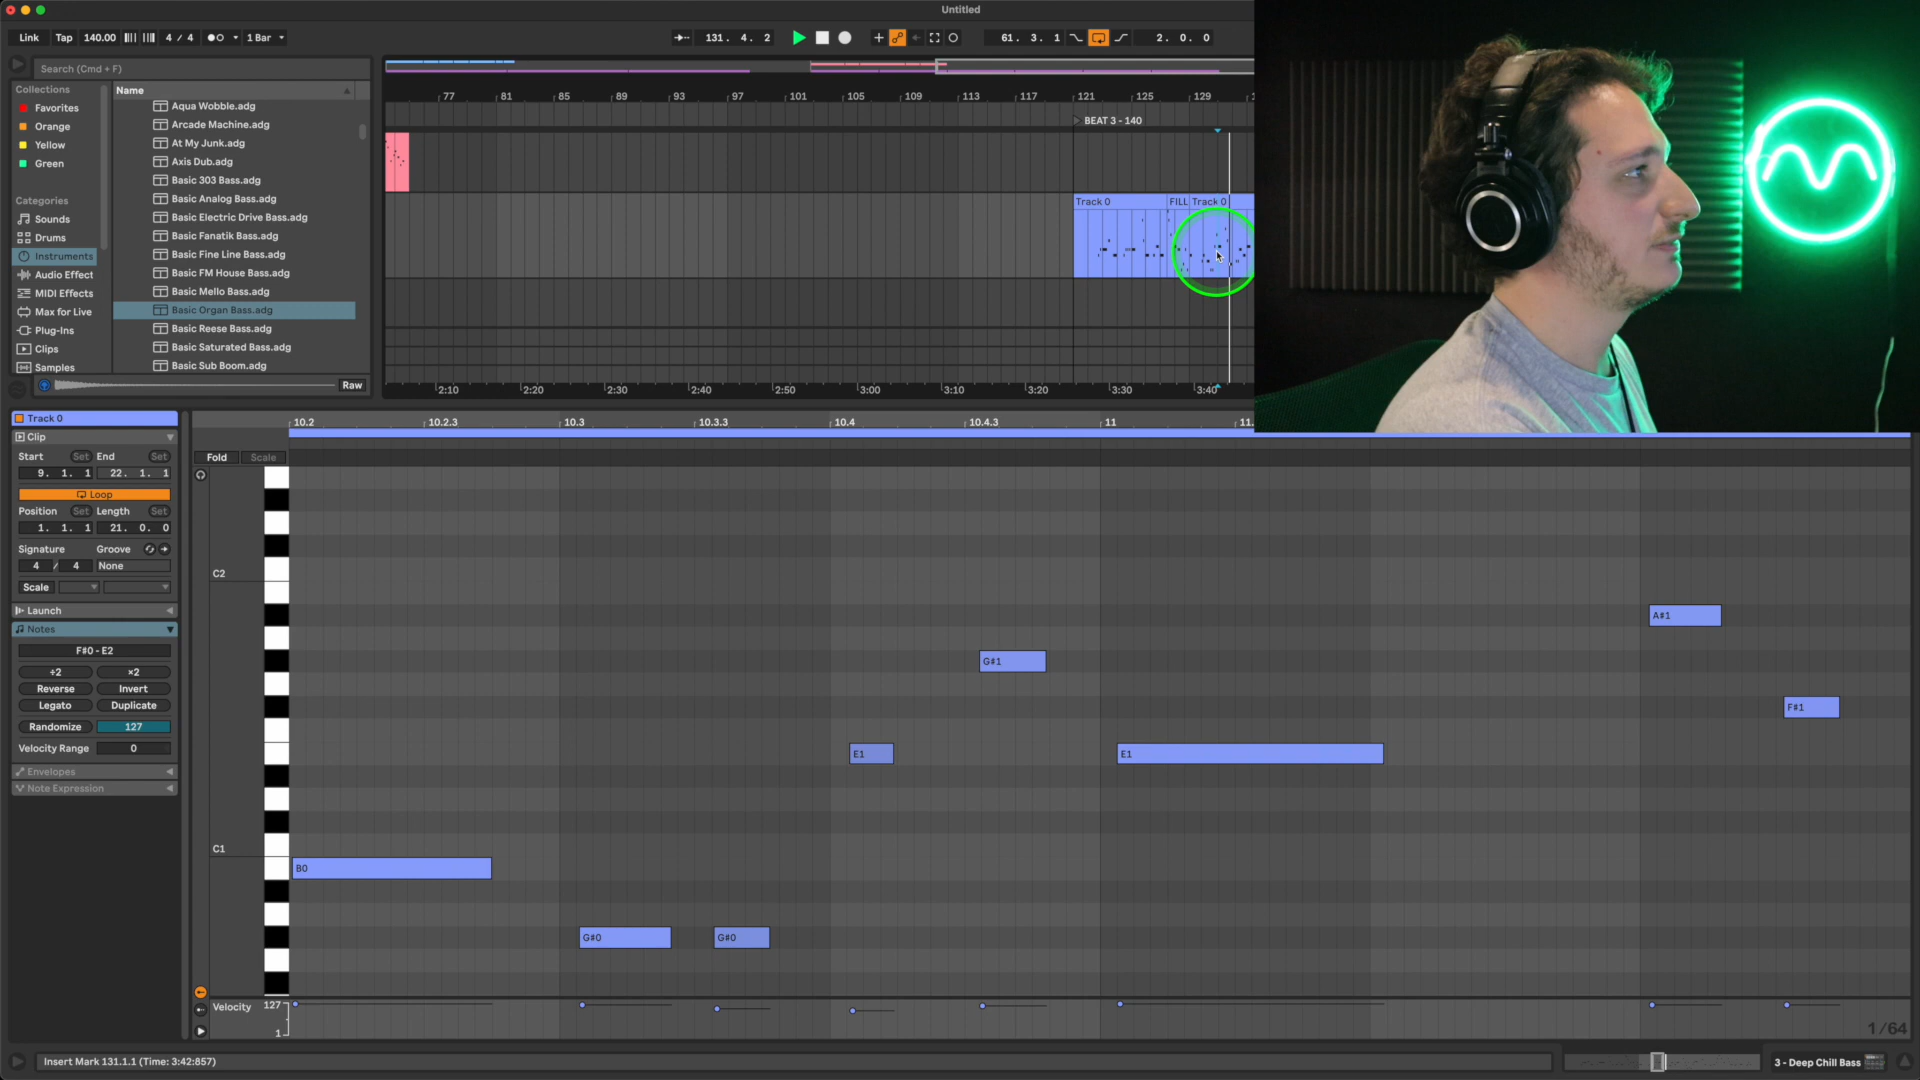 Untitled
Link Tap 140.00 4 / 4 1 Bar 131. 4. 2 61. 3. 1 2. 0. 0
Search (Cmd + F)
Collections
Favorites
Orange
Yellow
Green
Categories
Sounds
Drums
Instruments
Audio Effect
MIDI Effects
Max for Live
Plug-Ins
Clips
Samples
Name
Aqua Wobble.adg
Arcade Machine.adg
At My Junk.adg
Axis Dub.adg
Basic 303 Bass.adg
Basic Analog Bass.adg
Basic Electric Drive Bass.adg
Basic Fanatik Bass.adg
Basic Fine Line Bass.adg
Basic FM House Bass.adg
Basic Mello Bass.adg
Basic Organ Bass.adg
Basic Reese Bass.adg
Basic Saturated Bass.adg
Basic Sub Boom.adg
Raw
77 81 85 89 93 97 101 105 109 113 117 121 125 129
BEAT 3 - 140
Track 0 FILL Track 0
2:10 2:20 2:30 2:40 2:50 3:00 3:10 3:20 3:30 3:40
Track 0
Clip
Start Set End Set
9. 1. 1 22. 1. 1
Loop
Position Set Length Set
1. 1. 1 21. 0. 0
Signature Groove
4 / 4 None
Scale
Launch
Notes
F#0 - E2
÷2 ×2
Reverse Invert
Legato Duplicate
Randomize 127
Velocity Range 0
Envelopes
Note Expression
10.2 10.2.3 10.3 10.3.3 10.4 10.4.3 11 11.
Fold Scale
C2
A#1
G#1
F#1
E1 E1
C1
B0
G#0 G#0
Velocity 127
1
1/64
Insert Mark 131.1.1 (Time: 3:42:857)
3 - Deep Chill Bass